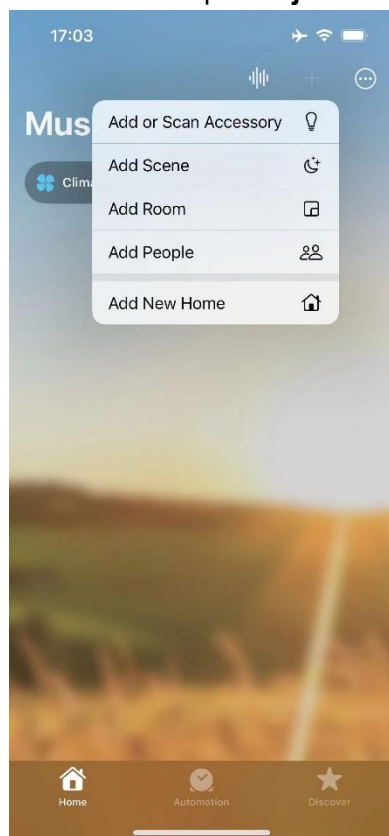 17:03
Mus
Clima
Add or Scan Accessory
Add Scene
Add Room
Add People
Add New Home
Home
Automation
Discover